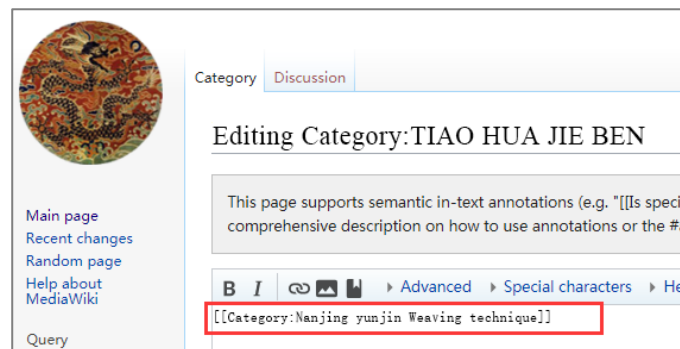 Category Discussion
Editing Category:TIAO HUA JIE BEN
This page supports semantic in-text annotations (e.g. "[[Is speci
comprehensive description on how to use annotations or the #
Main page
Recent changes
Random page
Help about
MediaWiki
Query
B I Advanced Special characters He
[[Category:Nanjing yunjin Weaving technique]]